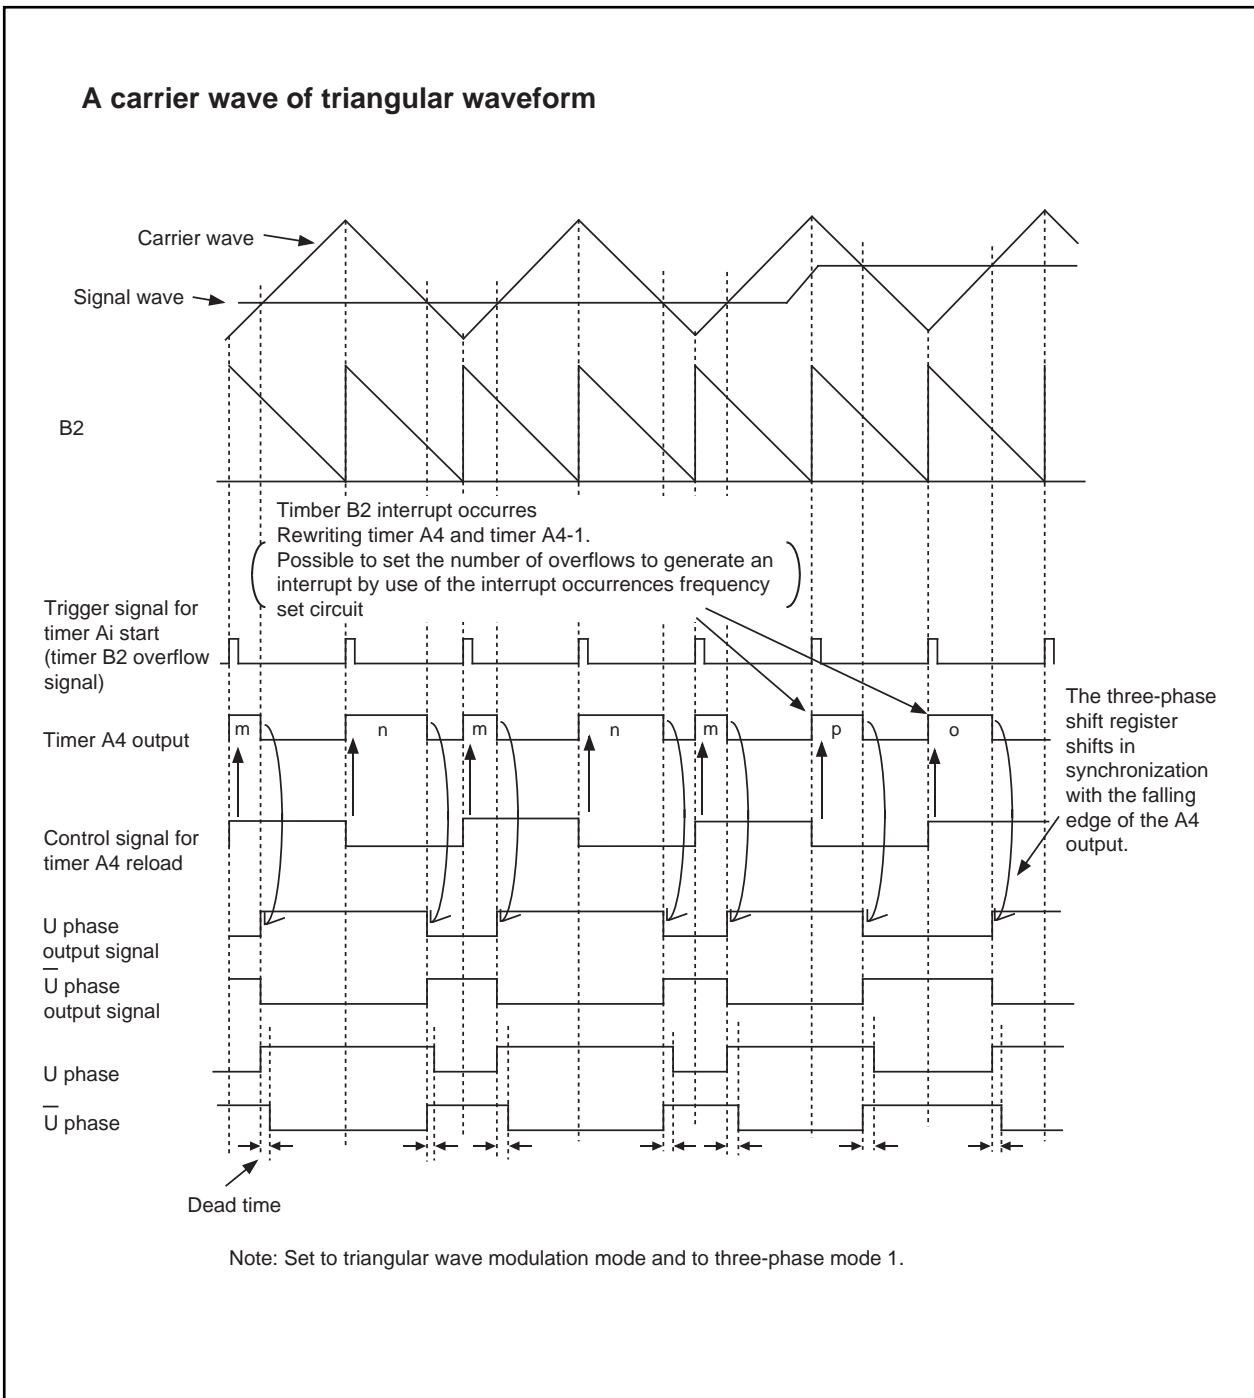 A carrier wave of triangular waveform
Carrier wave
Signal wave
B2
Timber B2 interrupt occurres
Rewriting timer A4 and timer A4-1.
Possible to set the number of overflows to generate an
interrupt by use of the interrupt occurrences frequency
set circuit
Trigger signal for
timer Ai start
(timer B2 overflow
signal)
The three-phase
shift register
shifts in
synchronization
with the falling
edge of the A4
output.
Timer A4 output
m n m n m p o
Control signal for
timer A4 reload
U phase
output signal
U̅ phase
output signal
U phase
U̅ phase
Dead time
Note: Set to triangular wave modulation mode and to three-phase mode 1.